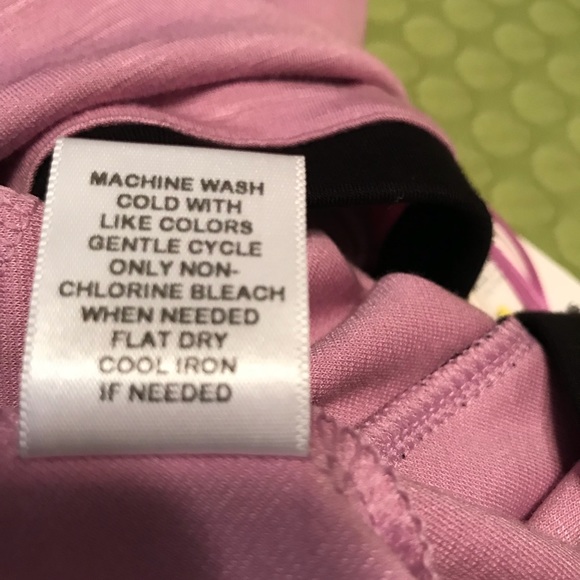 MACHINE WASH
COLD WITH
LIKE COLORS
GENTLE CYCLE
ONLY NON-
CHLORINE BLEACH
WHEN NEEDED
FLAT DRY
COOL IRON
IF NEEDED